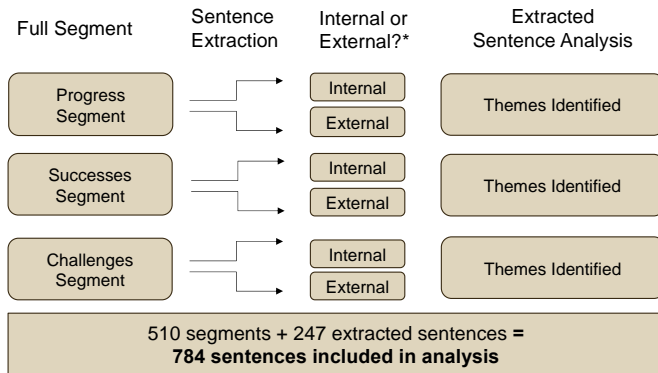 Full Segment
Sentence
Extraction
Internal or
External?*
Extracted
Sentence Analysis
Progress
Segment
Internal
External
Themes Identified
Successes
Segment
Internal
External
Themes Identified
Challenges
Segment
Internal
External
Themes Identified
510 segments + 247 extracted sentences =
784 sentences included in analysis